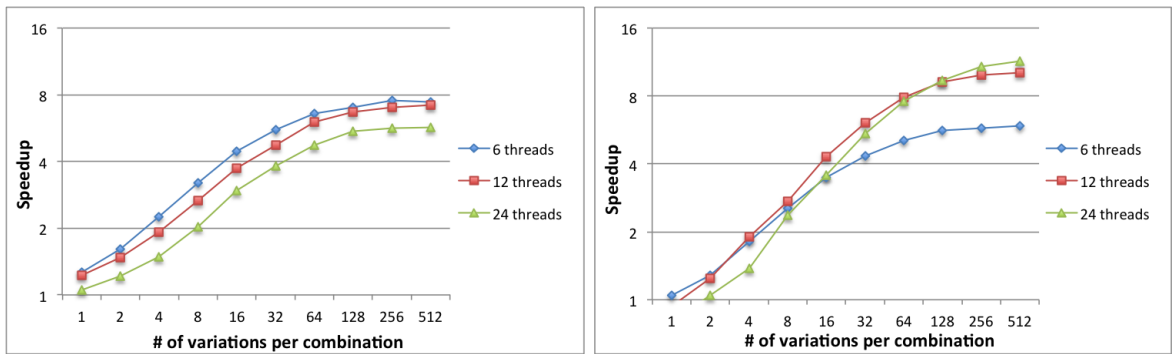 16
8
4
2
1
Speedup
1 2 4 8 16 32 64 128 256 512
# of variations per combination
6 threads
12 threads
24 threads
16
8
4
2
1
Speedup
1 2 4 8 16 32 64 128 256 512
# of variations per combination
6 threads
12 threads
24 threads